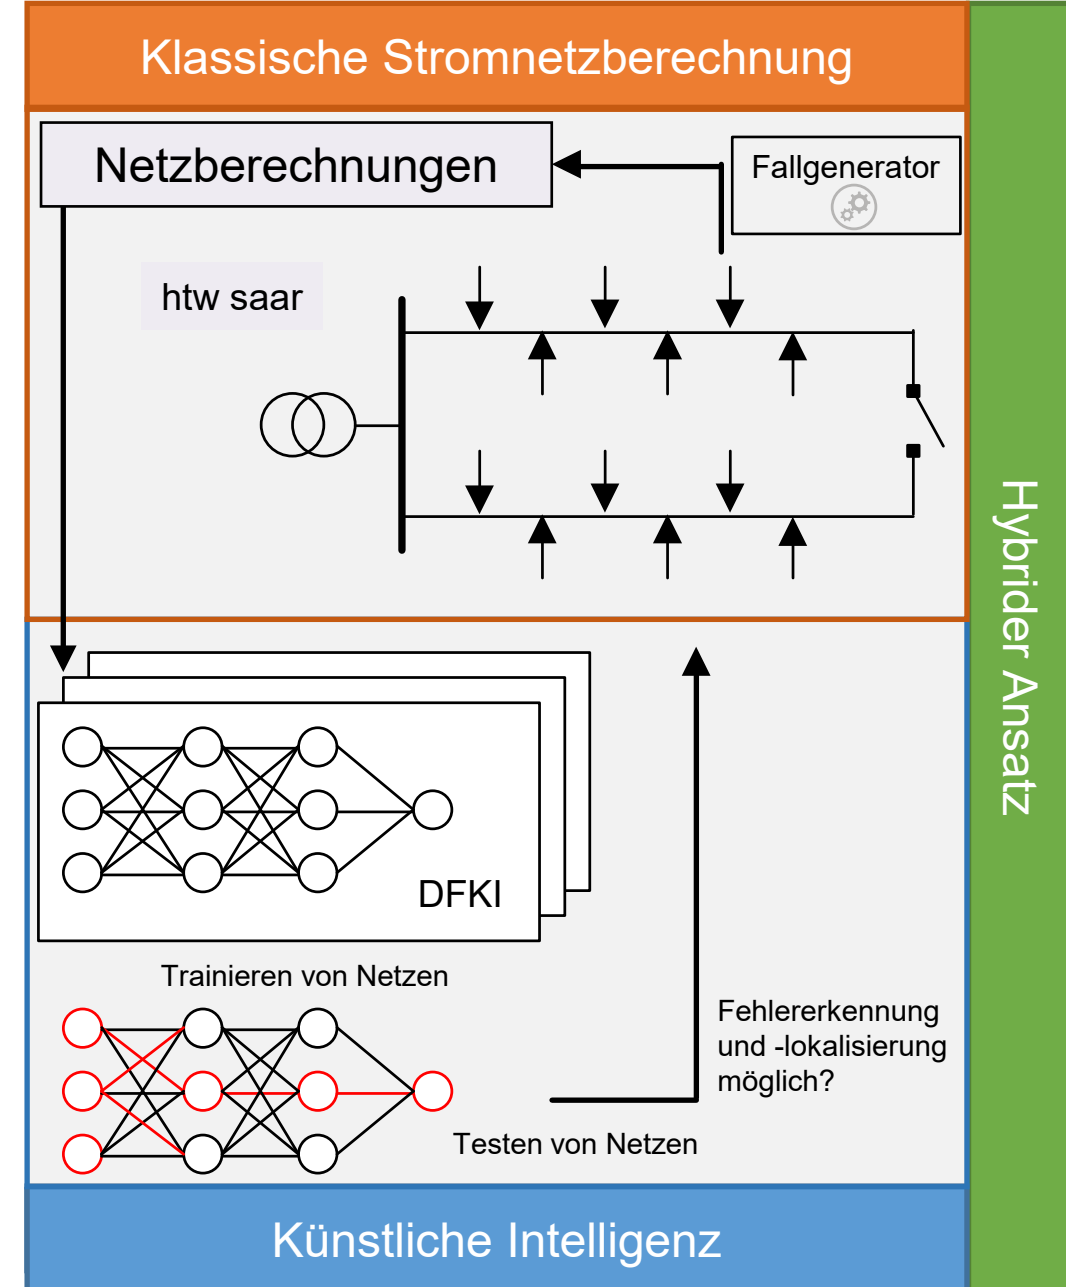 Klassische Stromnetzberechnung
Netzberechnungen
Fallgenerator
htw saar
Hybrider Ansatz
DFKI
Trainieren von Netzen
Fehlererkennung
und -lokalisierung
möglich?
Testen von Netzen
Künstliche Intelligenz